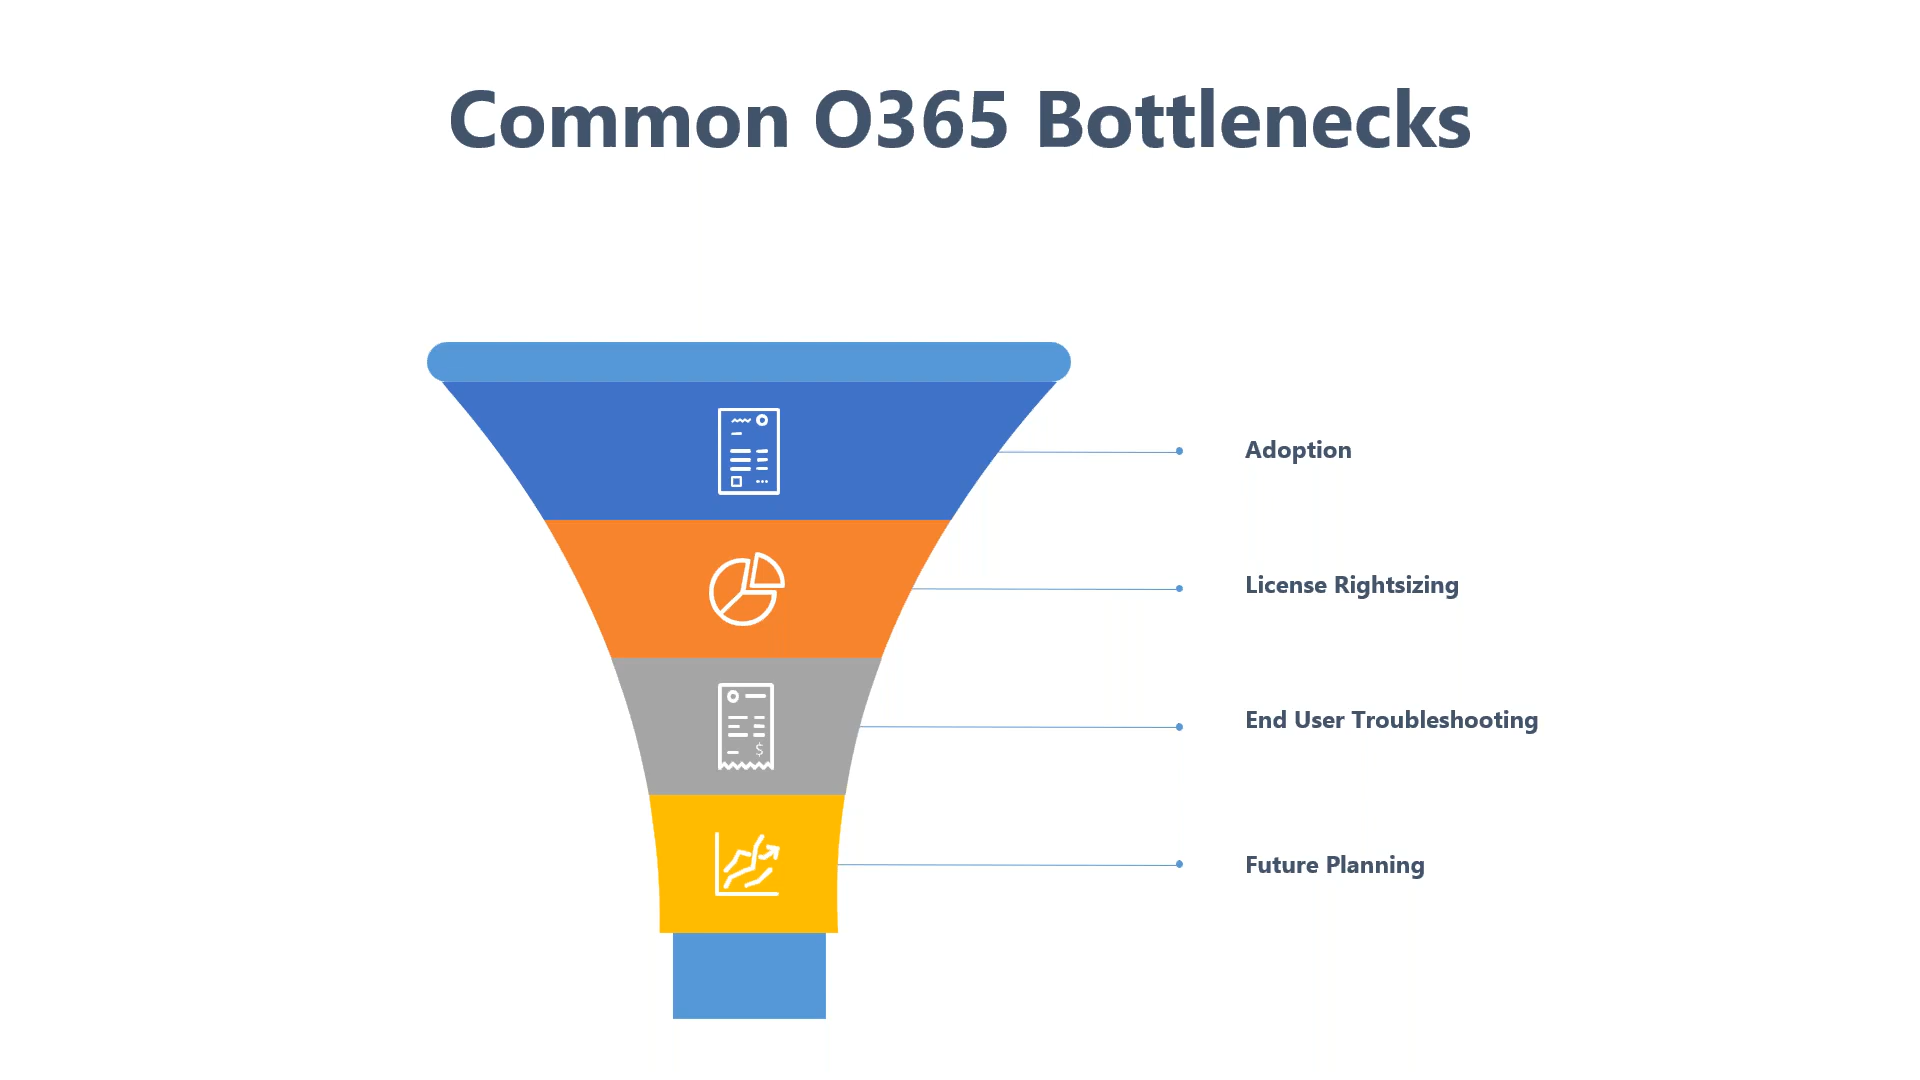 Common O365 Bottlenecks
Adoption
License Rightsizing
End User Troubleshooting
$
Future Planning